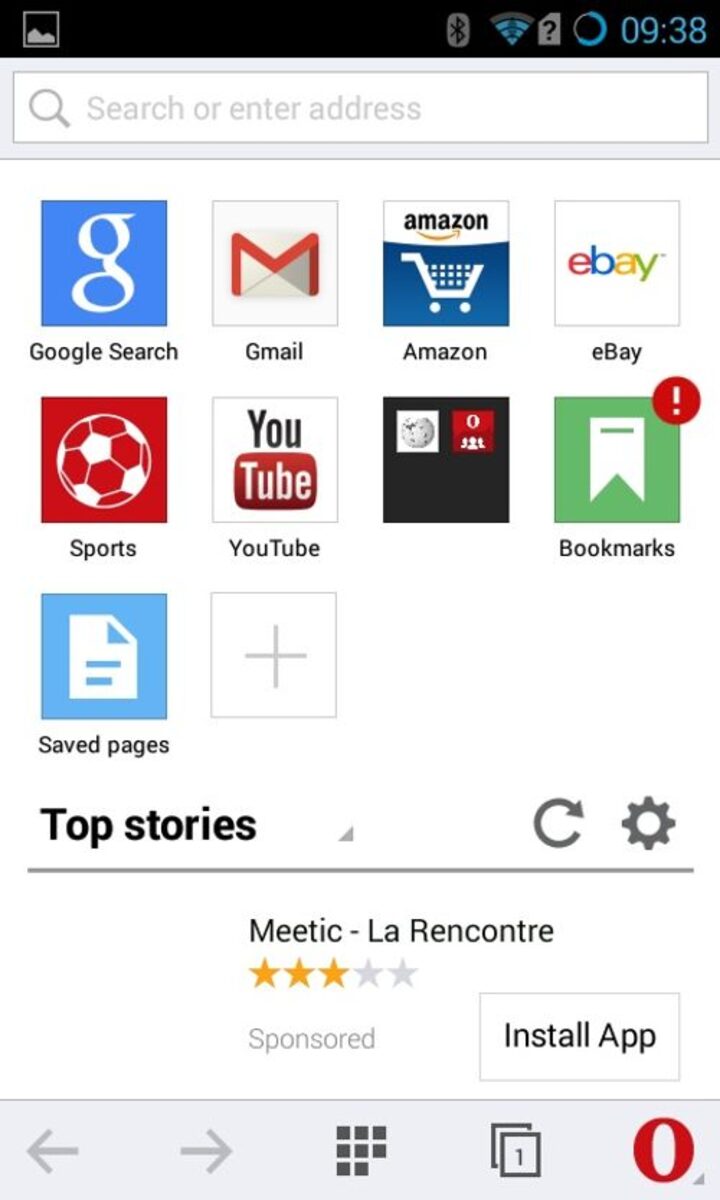 09:38
Search or enter address
g
amazon
ebay
Google Search
Gmail
Amazon
eBay
You
Tube
!
Sports
YouTube
Bookmarks
Saved pages
Top stories
Meetic - La Rencontre
Sponsored
Install App
1